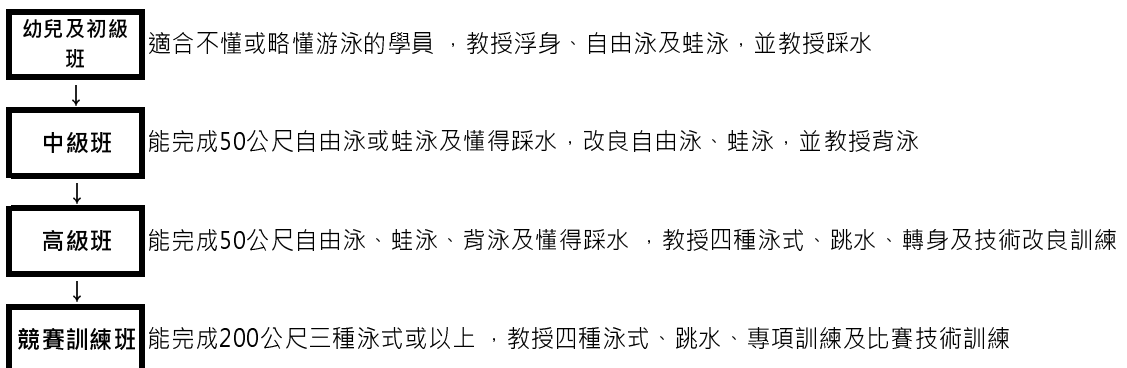 幼兒及初級
班
適合不懂或略懂游泳的學員 ，教授浮身、自由泳及蛙泳，並教授踩水
↓
中級班 能完成50公尺自由泳或蛙泳及懂得踩水，改良自由泳、蛙泳，並教授背泳
↓
高級班 能完成50公尺自由泳、蛙泳、背泳及懂得踩水 ，教授四種泳式、跳水、轉身及技術改良訓練
↓
競賽訓練班 能完成200公尺三種泳式或以上 ，教授四種泳式、跳水、專項訓練及比賽技術訓練